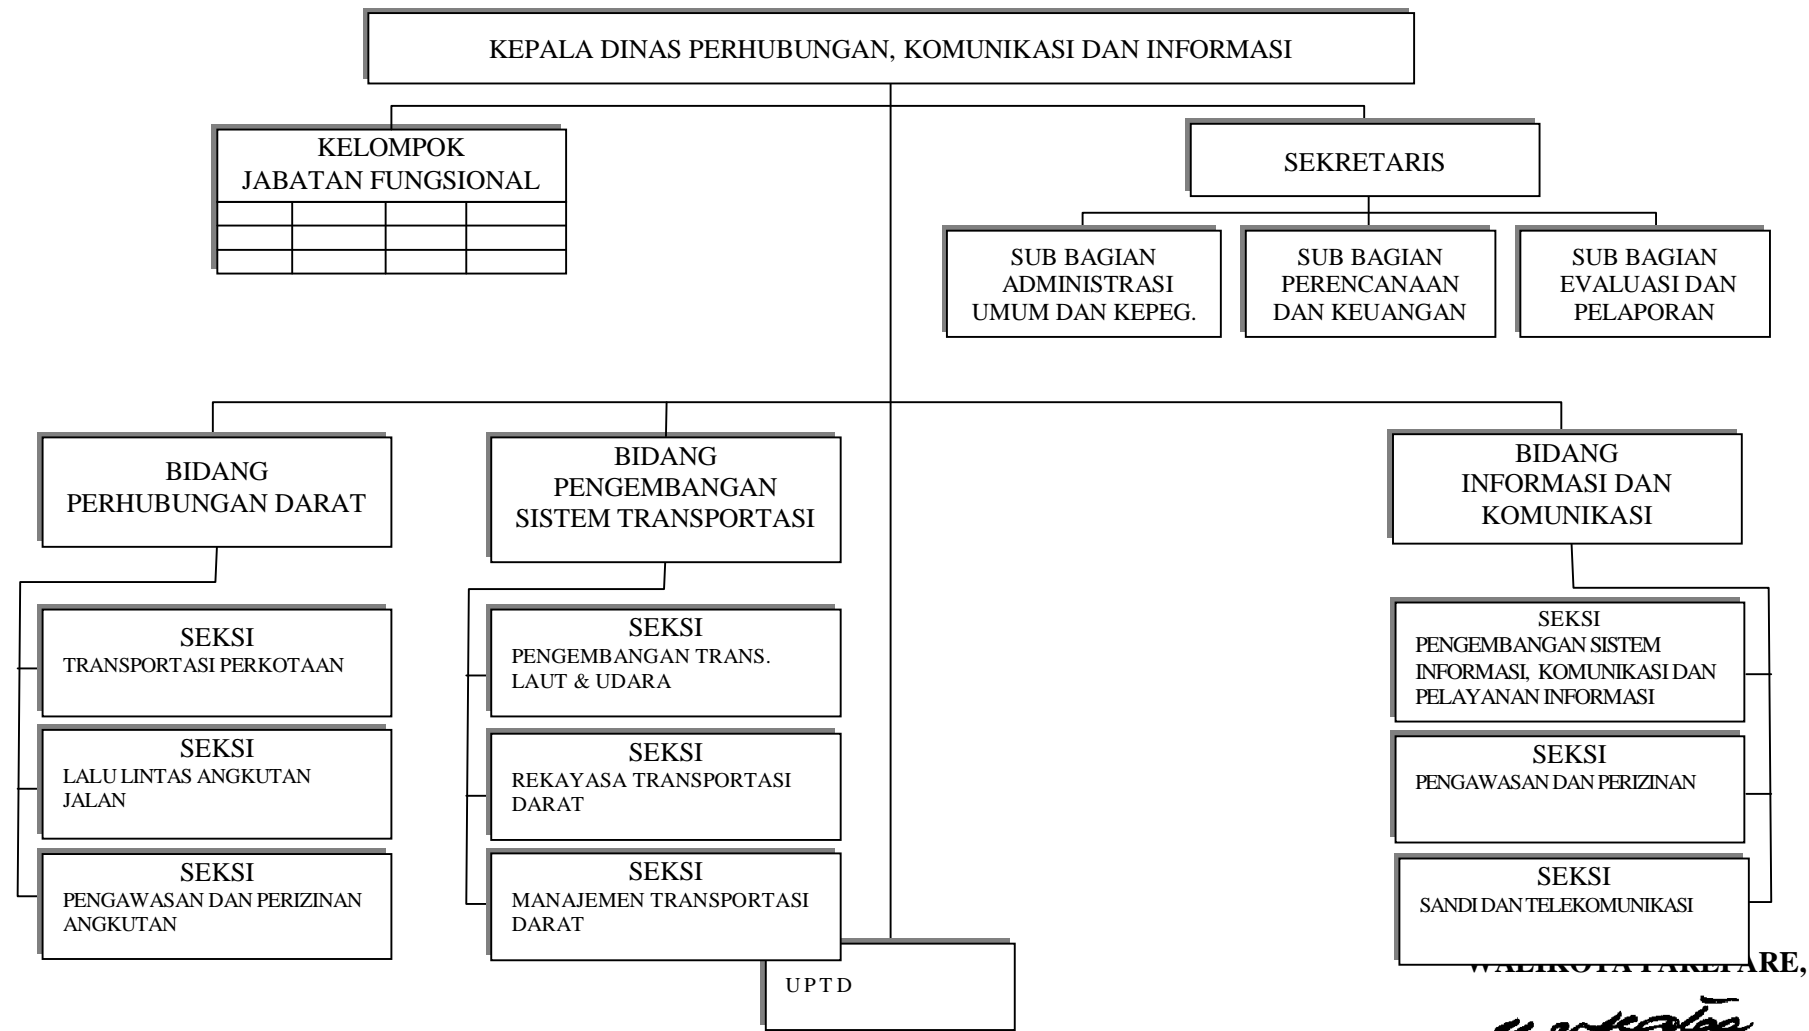 KEPALA DINAS PERHUBUNGAN, KOMUNIKASI DAN INFORMASI
KELOMPOK
JABATAN FUNGSIONAL
SEKRETARIS
SUB BAGIAN
ADMINISTRASI
UMUM DAN KEPEG.
SUB BAGIAN
PERENCANAAN
DAN KEUANGAN
SUB BAGIAN
EVALUASI DAN
PELAPORAN
BIDANG
PERHUBUNGAN DARAT
BIDANG
PENGEMBANGAN
SISTEM TRANSPORTASI
BIDANG
INFORMASI DAN
KOMUNIKASI
SEKSI
TRANSPORTASI PERKOTAAN
SEKSI
LALU LINTAS ANGKUTAN
JALAN
SEKSI
PENGAWASAN DAN PERIZINAN
ANGKUTAN
SEKSI
PENGEMBANGAN TRANS.
LAUT & UDARA
SEKSI
REKAYASA TRANSPORTASI
DARAT
SEKSI
MANAJEMEN TRANSPORTASI
DARAT
SEKSI
PENGEMBANGAN SISTEM
INFORMASI, KOMUNIKASI DAN
PELAYANAN INFORMASI
SEKSI
PENGAWASAN DAN PERIZINAN
SEKSI
SANDI DAN TELEKOMUNIKASI
UPTD
WALIKOTA PAREPARE,